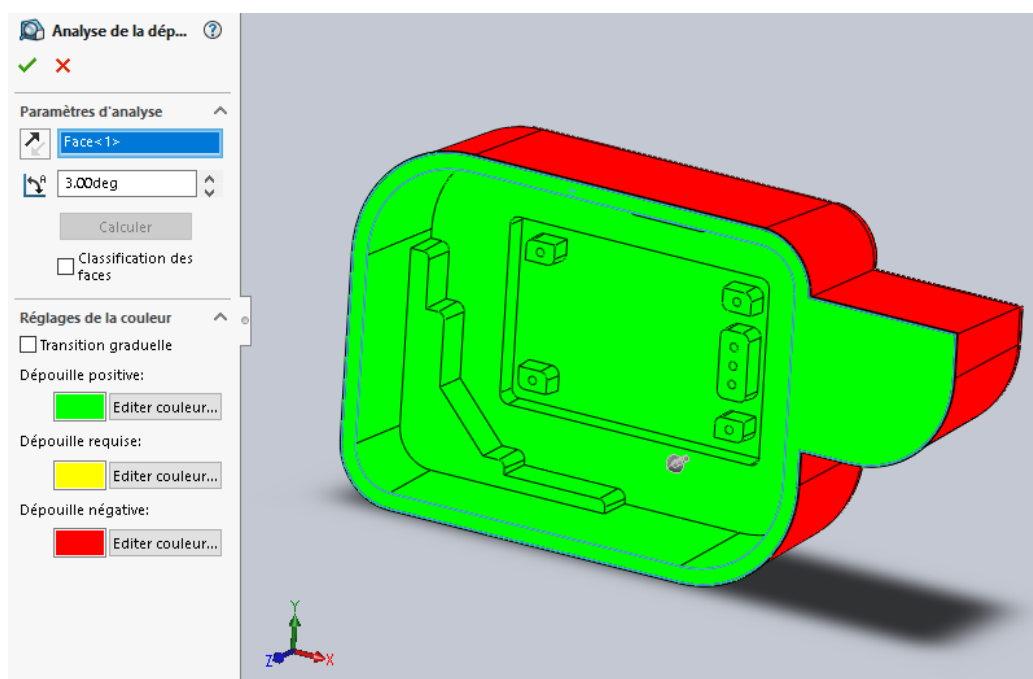 Analyse de la dép...
Paramètres d'analyse
Face<1>
3.00deg
Calculer
Classification des
faces
Réglages de la couleur
Transition graduelle
Dépouille positive:
Editer couleur...
Dépouille requise:
Editer couleur...
Dépouille négative:
Editer couleur...
Y
Z
X